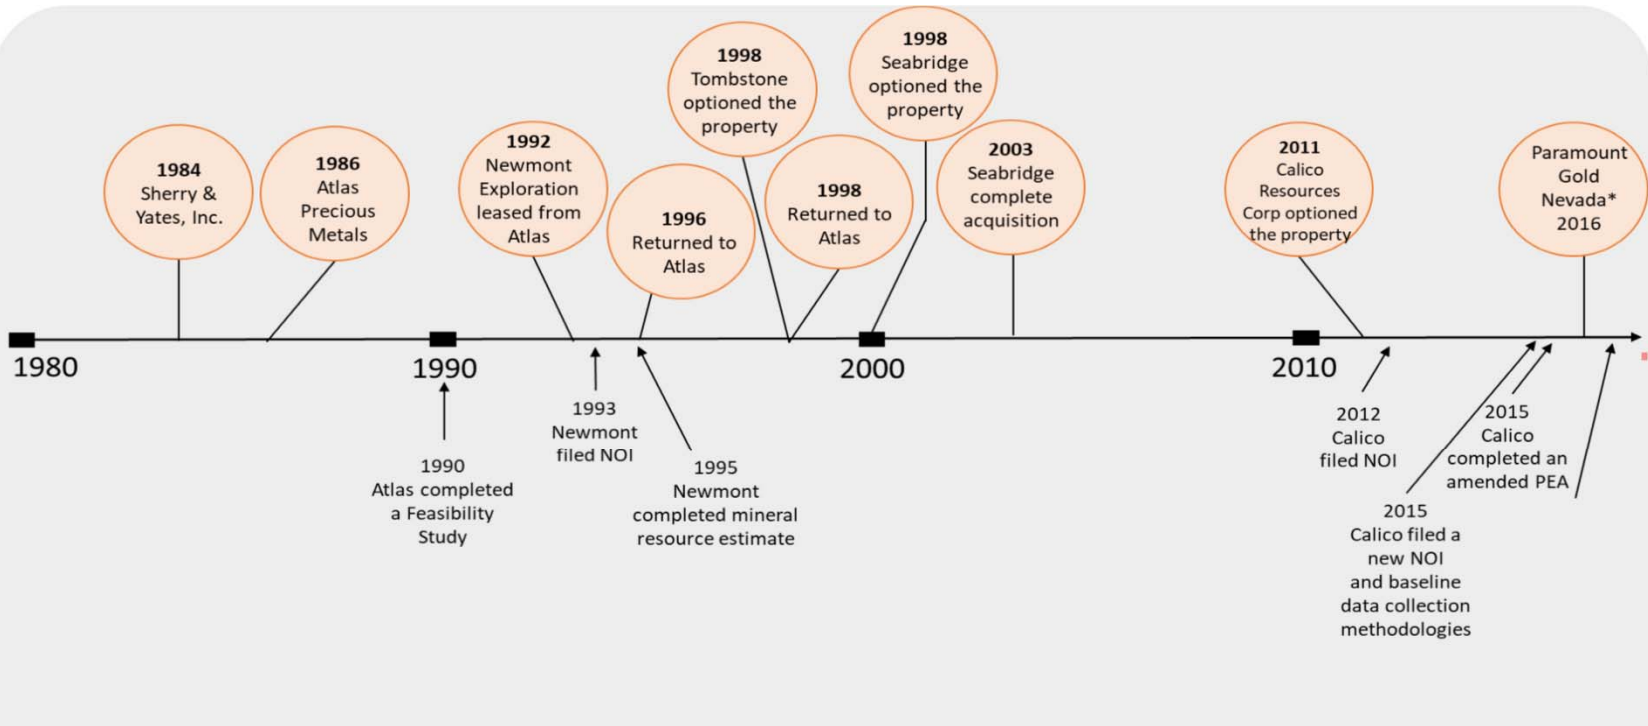 1984
Sherry &
Yates, Inc.
1986
Atlas
Precious
Metals
1992
Newmont
Exploration
leased from
Atlas
1996
Returned to
Atlas
1998
Tombstone
optioned the
property
1998
Returned to
Atlas
1998
Seabridge
optioned the
property
2003
Seabridge
complete
acquisition
2011
Calico
Resources
Corp optioned
the property
Paramount
Gold
Nevada*
2016
1980
1990
2000
2010
1990
Atlas completed
a Feasibility
Study
1993
Newmont
filed NOI
1995
Newmont
completed mineral
resource estimate
2012
Calico
filed NOI
2015
Calico filed a
new NOI
and baseline
data collection
methodologies
2015
Calico
completed an
amended PEA